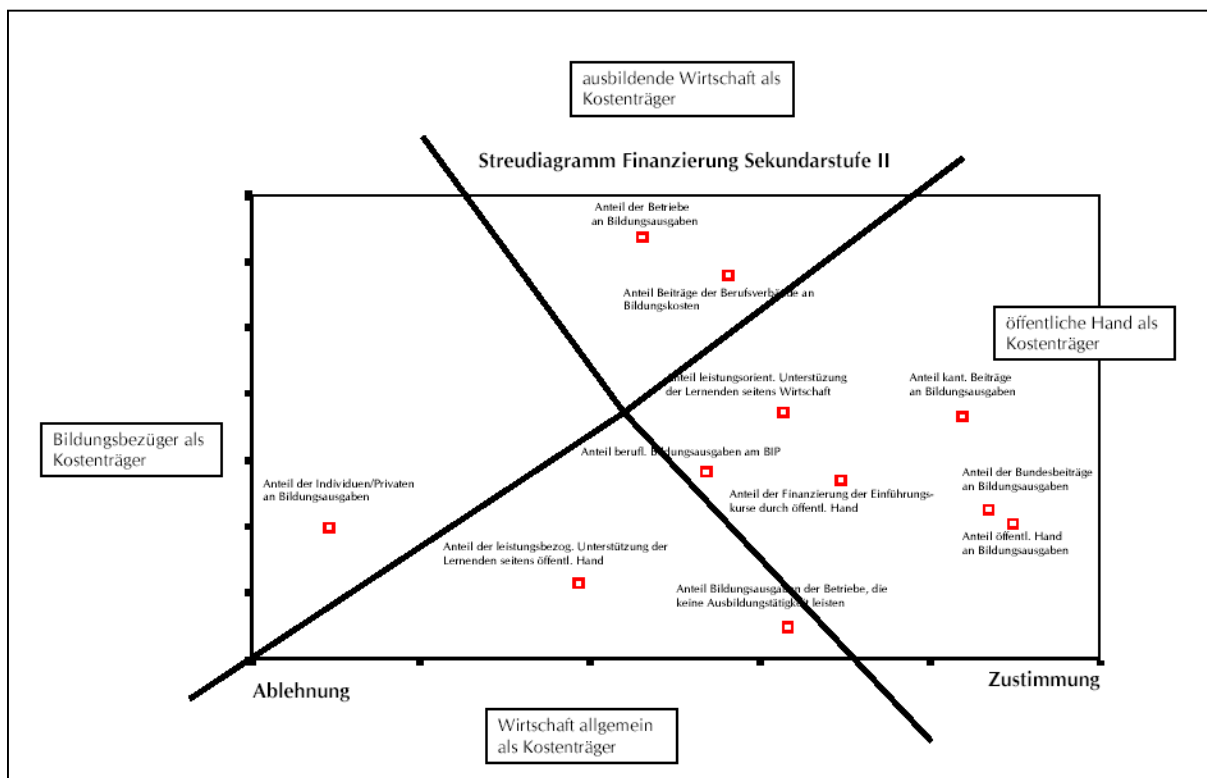 ausbildende Wirtschaft als
Kostenträger
Streudiagramm Finanzierung Sekundarstufe II
Anteil der Betriebe
an Bildungsausgaben
Anteil Beiträge der Berufsverbände an
Bildungskosten
öffentliche Hand als
Kostenträger
Anteil leistungsorient. Unterstüzung
der Lernenden seitens Wirtschaft
Anteil kant. Beiträge
an Bildungsausgaben
Bildungsbezüger als
Kostenträger
Anteil berufl. Bildungsausgaben am BIP
Anteil der Individuen/Privaten
an Bildungsausgaben
Anteil der Finanzierung der Einführungs-
kurse durch öffentl. Hand
Anteil der Bundesbeiträge
an Bildungsausgaben
Anteil öffentl. Hand
an Bildungsausgaben
Anteil der leistungsbezog. Unterstützung der
Lernenden seitens öffentl. Hand
Anteil Bildungsausgaben der Betriebe, die
keine Ausbildungstätigkeit leisten
Ablehnung
Zustimmung
Wirtschaft allgemein
als Kostenträger